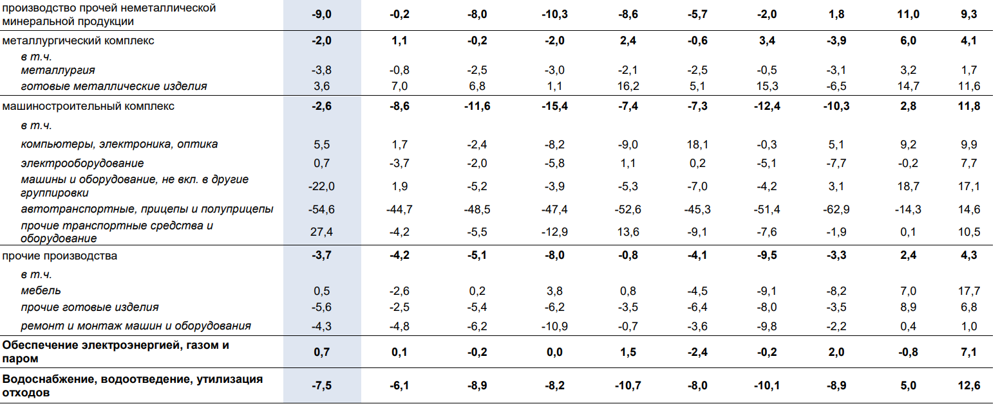 производство прочей неметаллической
минеральной продукции -9,0 -0,2 -8,0 -10,3 -8,6 -5,7 -2,0 1,8 11,0 9,3
металлургический комплекс -2,0 1,1 -0,2 -2,0 2,4 -0,6 3,4 -3,9 6,0 4,1
в т.ч.
металлургия -3,8 -0,8 -2,5 -3,0 -2,1 -2,5 -0,5 -3,1 3,2 1,7
готовые металлические изделия 3,6 7,0 6,8 1,1 16,2 5,1 15,3 -6,5 14,7 11,6
машиностроительный комплекс -2,6 -8,6 -11,6 -15,4 -7,4 -7,3 -12,4 -10,3 2,8 11,8
в т.ч.
компьютеры, электроника, оптика 5,5 1,7 -2,4 -8,2 -9,0 18,1 -0,3 5,1 9,2 9,9
электрооборудование 0,7 -3,7 -2,0 -5,8 1,1 0,2 -5,1 -7,7 -0,2 7,7
машины и оборудование, не вкл. в другие
группировки -22,0 1,9 -5,2 -3,9 -5,3 -7,0 -4,2 3,1 18,7 17,1
автотранспортные, прицепы и полуприцепы -54,6 -44,7 -48,5 -47,4 -52,6 -45,3 -51,4 -62,9 -14,3 14,6
прочие транспортные средства и
оборудование 27,4 -4,2 -5,5 -12,9 13,6 -9,1 -7,6 -1,9 0,1 10,5
прочие производства -3,7 -4,2 -5,1 -8,0 -0,8 -4,1 -9,5 -3,3 2,4 4,3
в т.ч.
мебель 0,5 -2,6 0,2 3,8 0,8 -4,5 -9,1 -8,2 7,0 17,7
прочие готовые изделия -5,6 -2,5 -5,4 -6,2 -3,5 -6,4 -8,0 -3,5 8,9 6,8
ремонт и монтаж машин и оборудования -4,3 -4,8 -6,2 -10,9 -0,7 -3,6 -9,8 -2,2 0,4 1,0
Обеспечение электроэнергией, газом и
паром 0,7 0,1 -0,2 0,0 1,5 -2,4 -0,2 2,0 -0,8 7,1
Водоснабжение, водоотведение, утилизация
отходов -7,5 -6,1 -8,9 -8,2 -10,7 -8,0 -10,1 -8,9 5,0 12,6